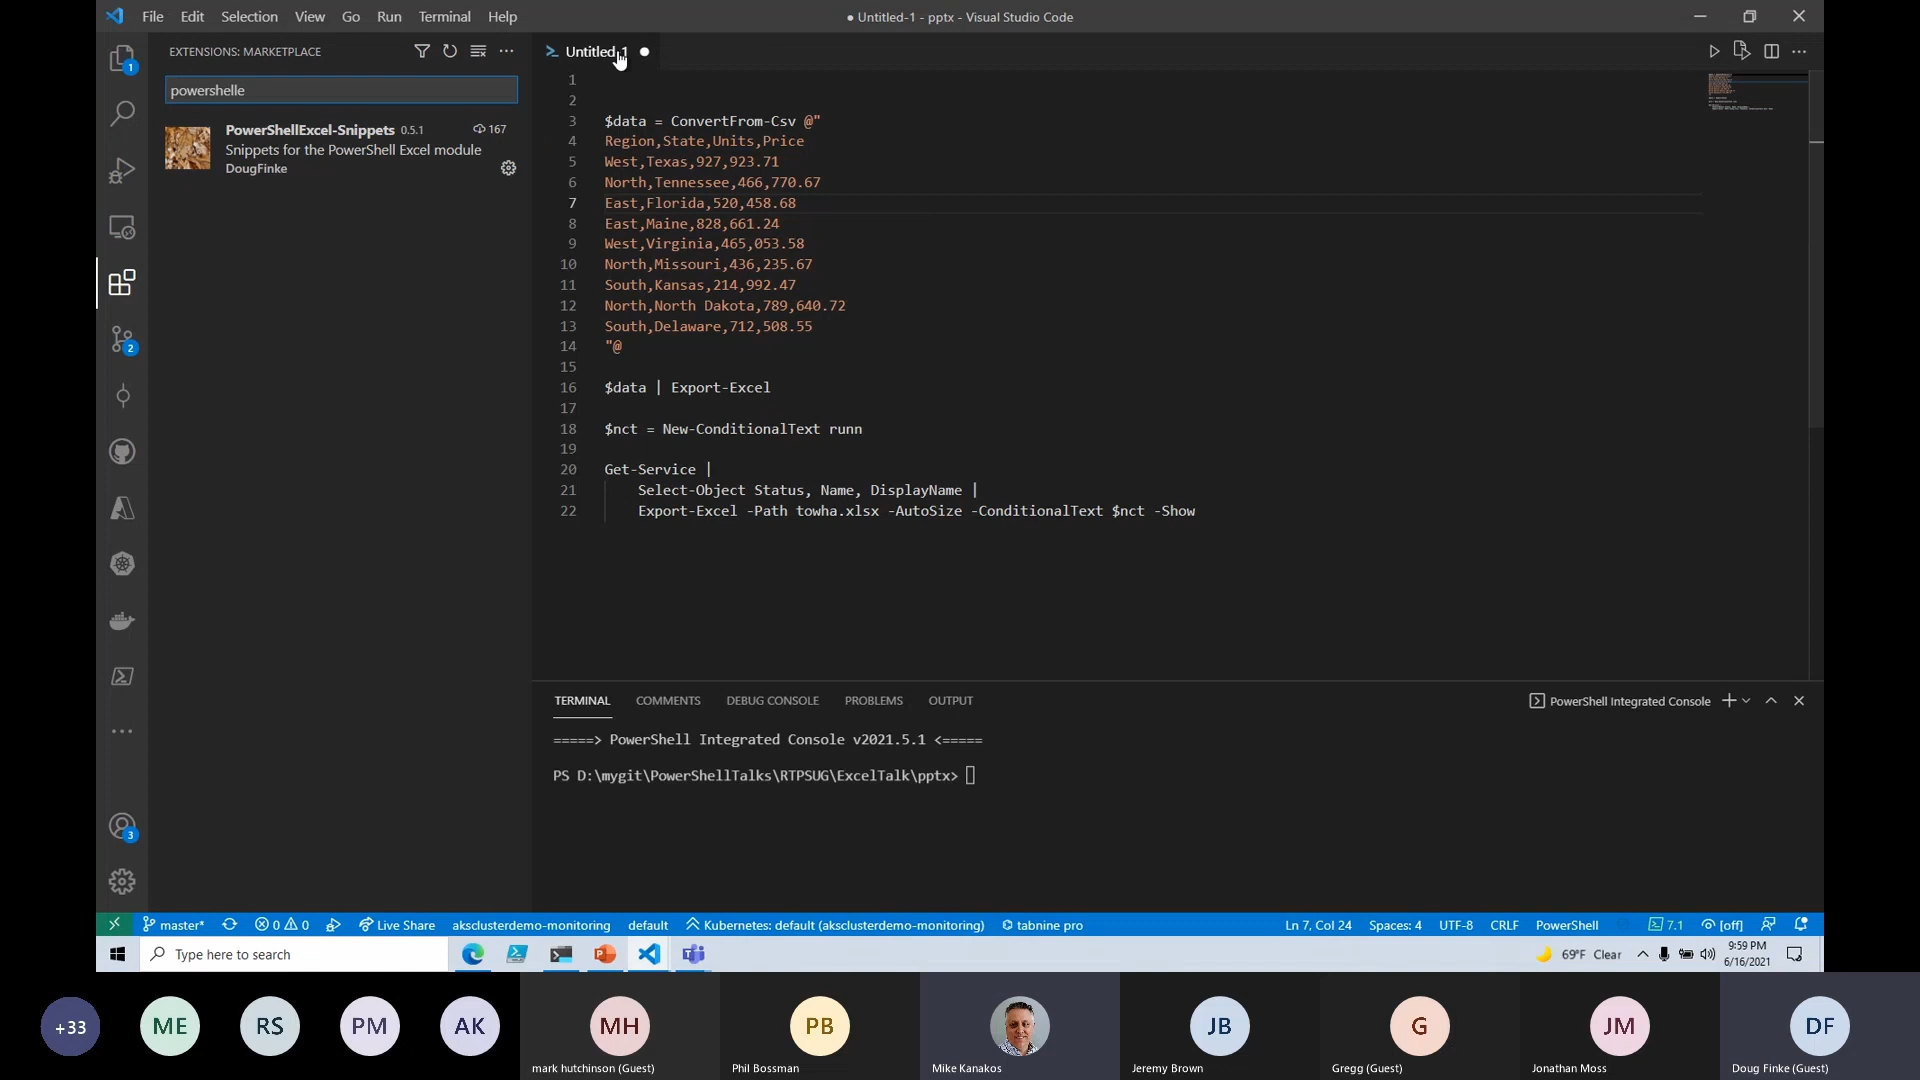 File Edit Selection View Go Run Terminal Help
● Untitled-1 - pptx - Visual Studio Code
EXTENSIONS: MARKETPLACE
powershelle
PowerShellExcel-Snippets 0.5.1 167
Snippets for the PowerShell Excel module
DougFinke
1
2
3
Untitled-1
1
2
3 $data = ConvertFrom-Csv @"
4 Region,State,Units,Price
5 West,Texas,927,923.71
6 North,Tennessee,466,770.67
7 East,Florida,520,458.68
8 East,Maine,828,661.24
9 West,Virginia,465,053.58
10 North,Missouri,436,235.67
11 South,Kansas,214,992.47
12 North,North Dakota,789,640.72
13 South,Delaware,712,508.55
14 "@
15
16 $data | Export-Excel
17
18 $nct = New-ConditionalText runn
19
20 Get-Service |
21 Select-Object Status, Name, DisplayName |
22 Export-Excel -Path towha.xlsx -AutoSize -ConditionalText $nct -Show
TERMINAL COMMENTS DEBUG CONSOLE PROBLEMS OUTPUT
PowerShell Integrated Console
=====> PowerShell Integrated Console v2021.5.1 <=====
PS D:\mygit\PowerShellTalks\RTPSUG\ExcelTalk\pptx>
master* 0 0 Live Share aksclusterdemo-monitoring default Kubernetes: default (aksclusterdemo-monitoring) tabnine pro
Ln 7, Col 24 Spaces: 4 UTF-8 CRLF PowerShell 7.1 [off]
Type here to search
69°F Clear
9:59 PM
6/16/2021
+33 ME RS PM AK MH PB JB G JM DF
mark hutchinson (Guest) Phil Bossman Mike Kanakos Jeremy Brown Gregg (Guest) Jonathan Moss Doug Finke (Guest)